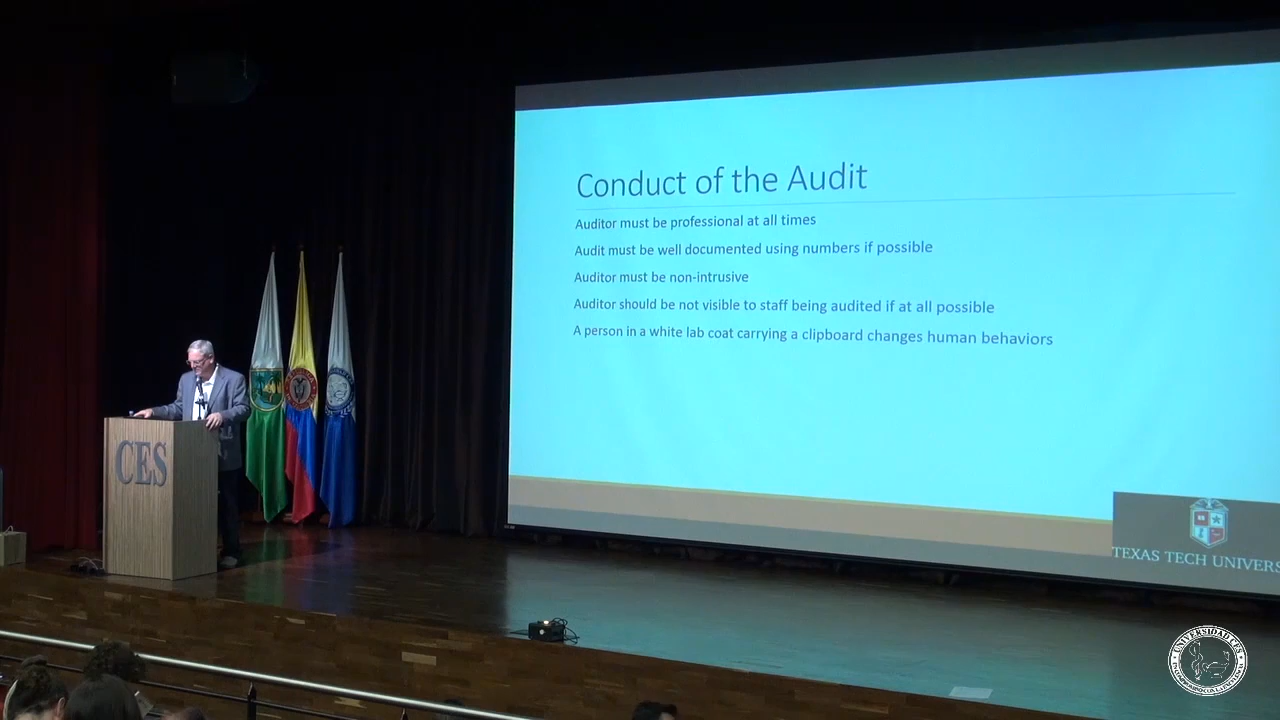 Conduct of the Audit
Auditor must be professional at all times
Audit must be well documented using numbers if possible
Auditor must be non-intrusive
Auditor should be not visible to staff being audited if at all possible
A person in a white lab coat carrying a clipboard changes human behaviors
CES
TEXAS TECH UNIVERS
UNIVERSIDAD CES